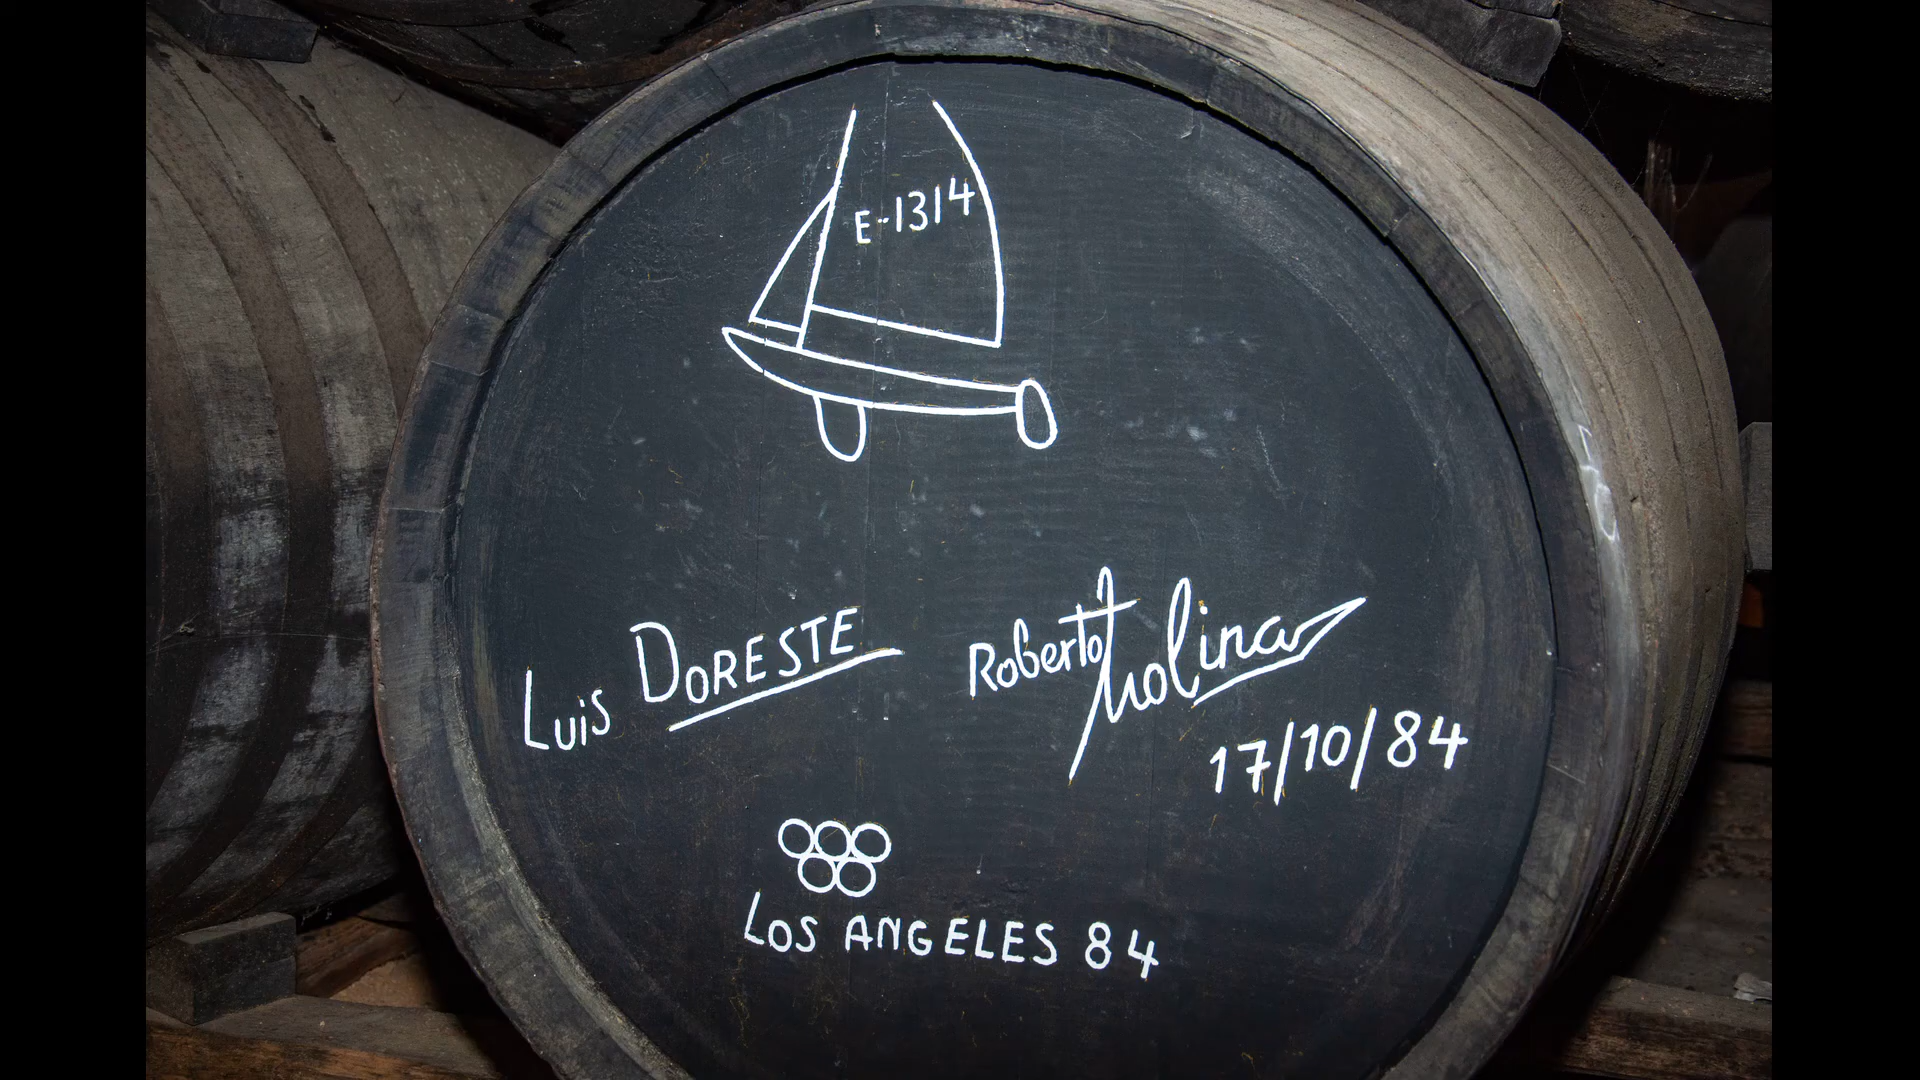 E-1314
Luis DORESTE
Roberto Molina
17/10/84
LOS ANGELES 84